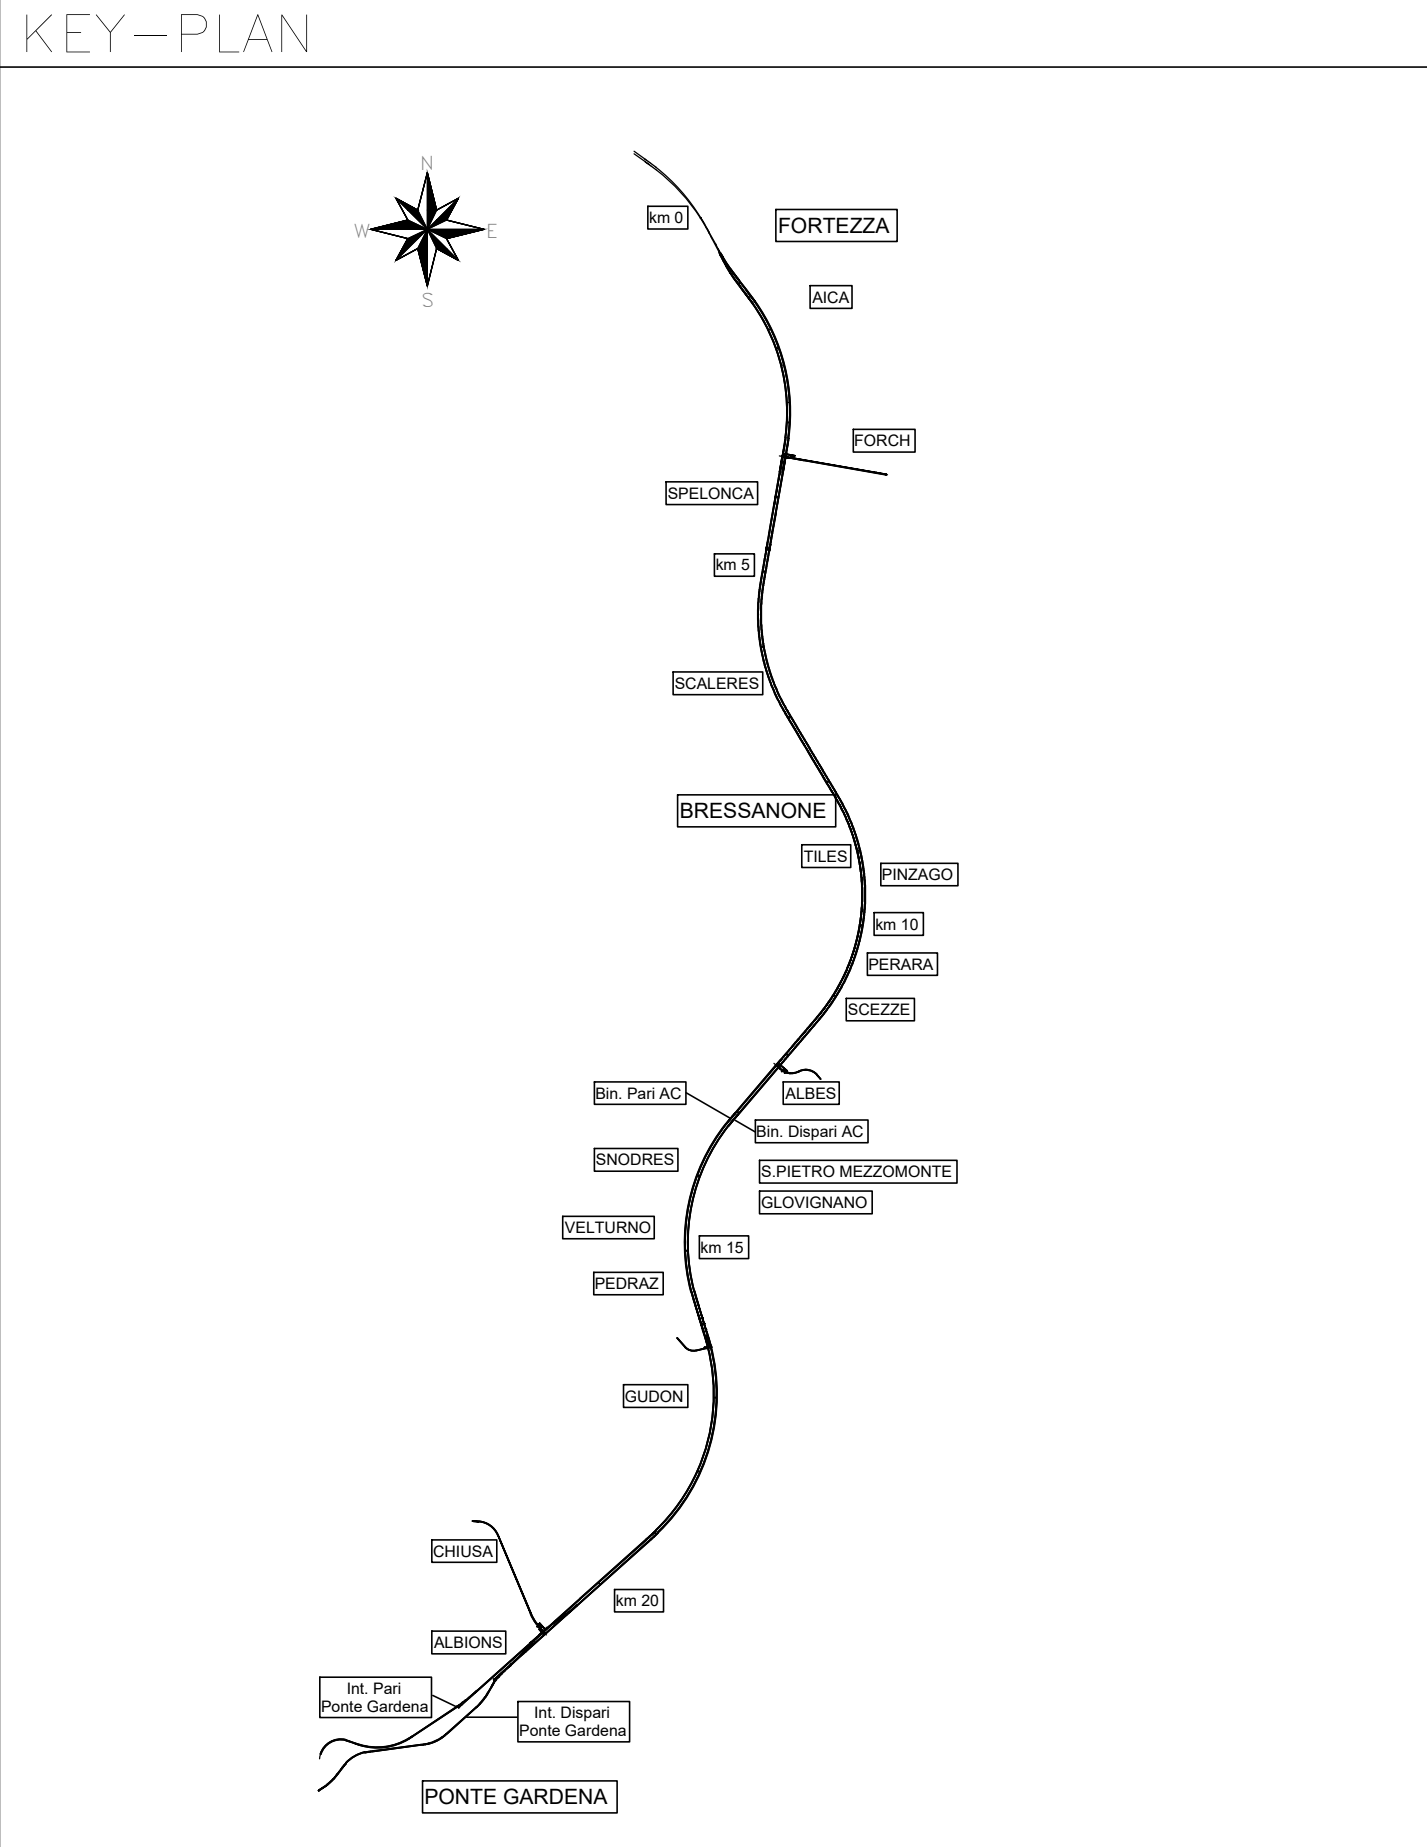 KEY-PLAN
N
W
E
S
km 0
FORTEZZA
AICA
FORCH
SPELONCA
km 5
SCALERES
BRESSANONE
TILES
PINZAGO
km 10
PERARA
SCEZZE
Bin. Pari AC
ALBES
Bin. Dispari AC
SNODRES
S.PIETRO MEZZOMONTE
GLOVIGNANO
VELTURNO
km 15
PEDRAZ
GUDON
CHIUSA
km 20
ALBIONS
Int. Pari
Ponte Gardena
Int. Dispari
Ponte Gardena
PONTE GARDENA